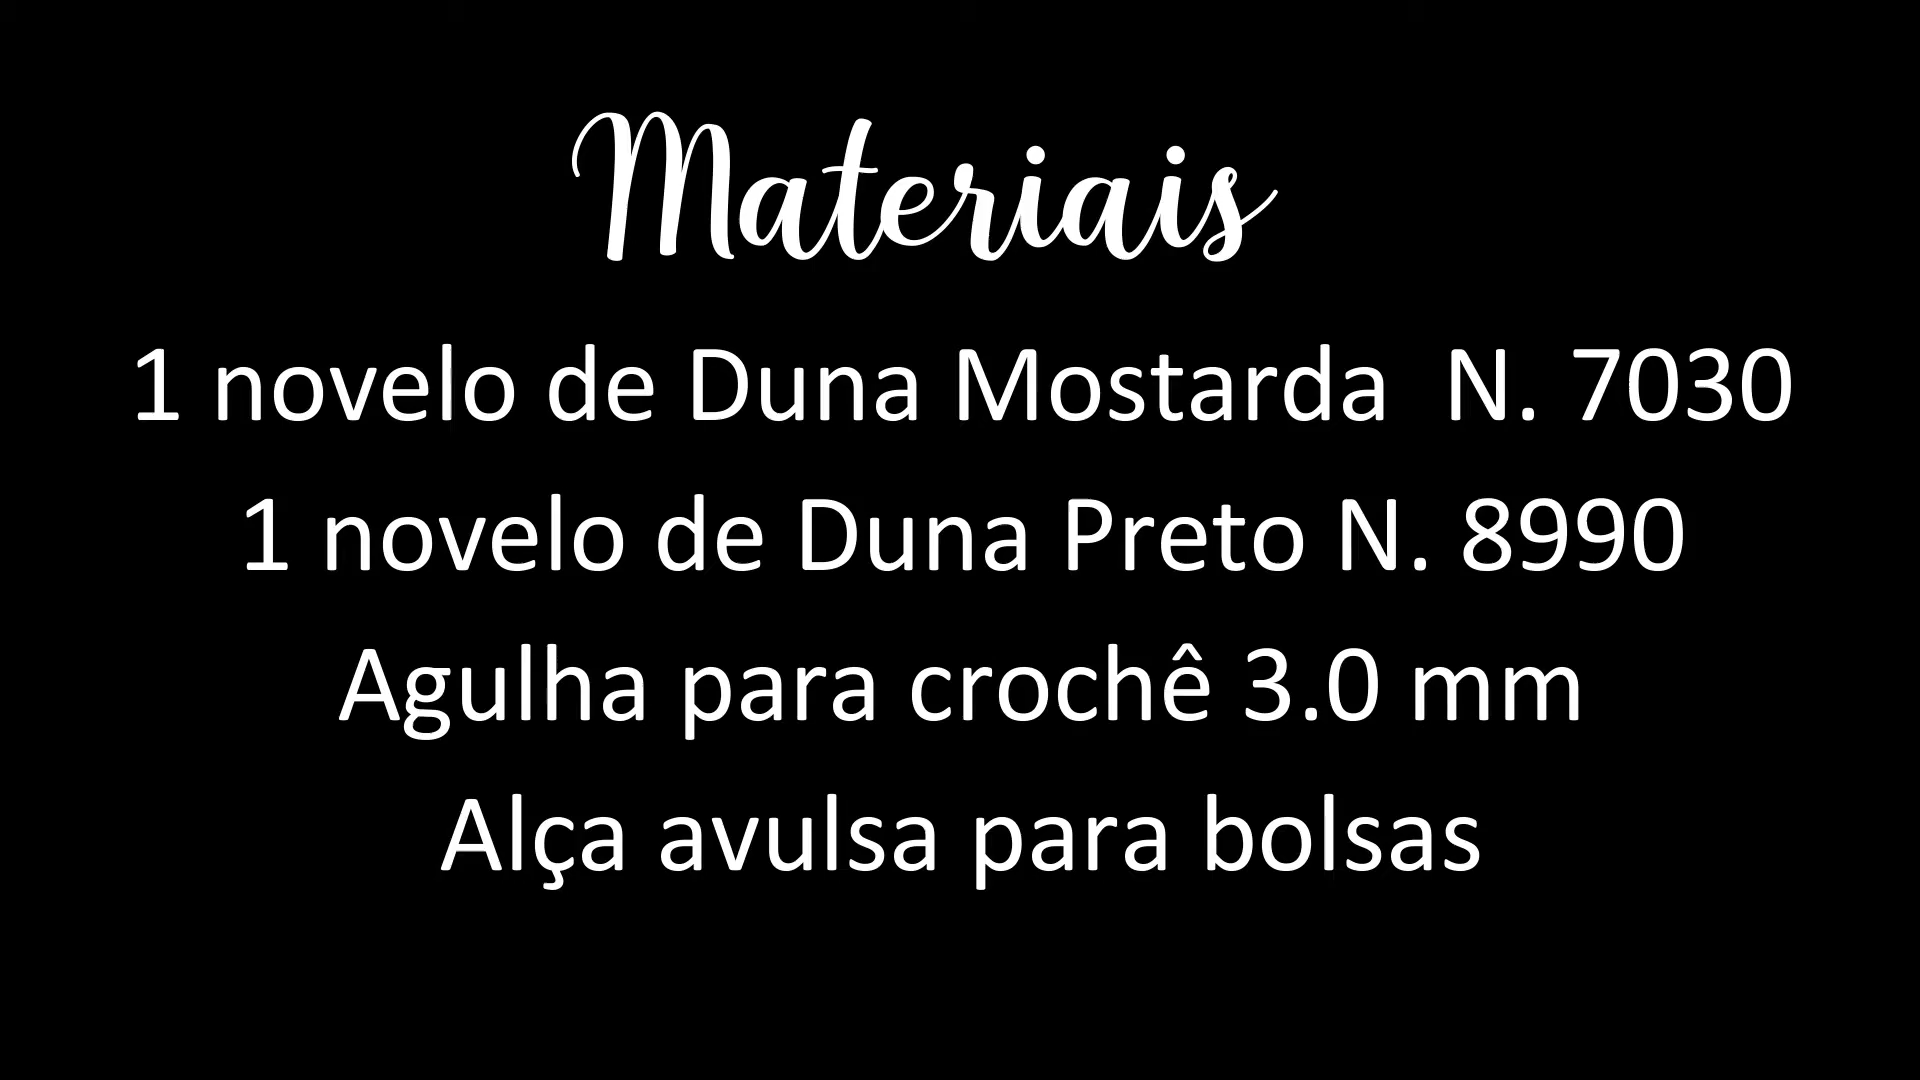 Materiais
1 novelo de Duna Mostarda  N. 7030
1 novelo de Duna Preto N. 8990
Agulha para crochê 3.0 mm
Alça avulsa para bolsas